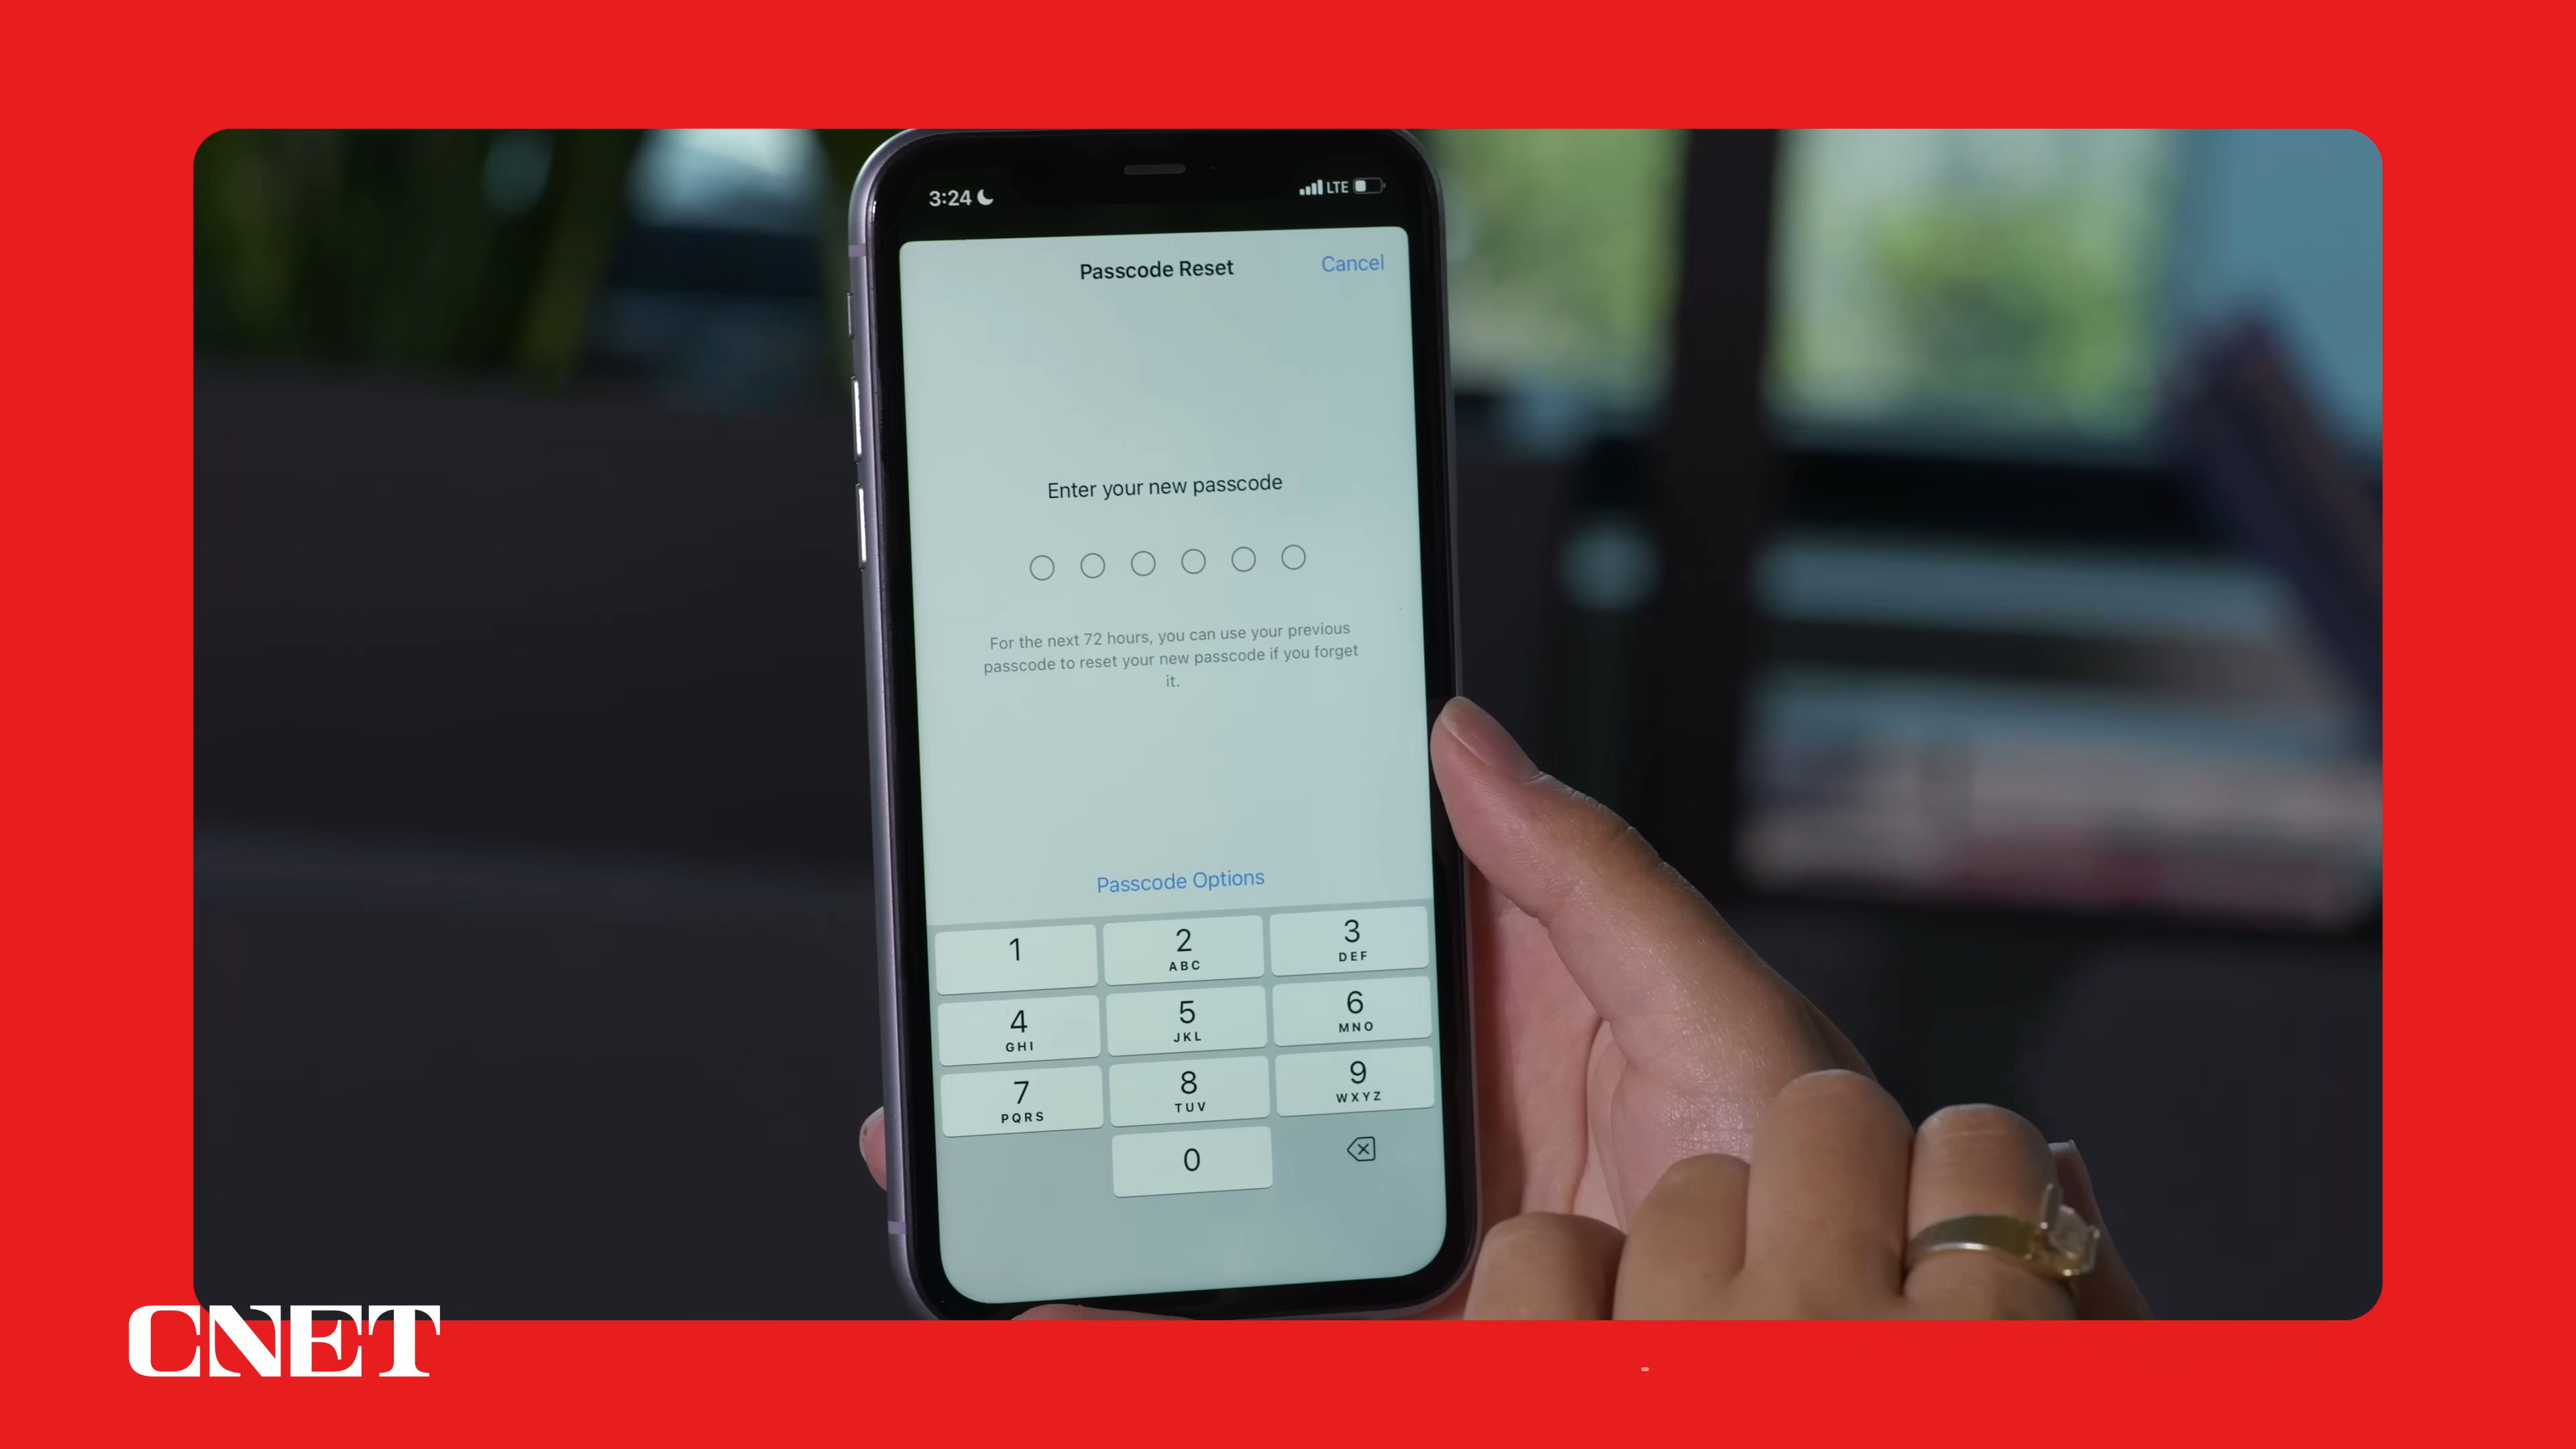 3:24
LTE
Passcode Reset
Cancel
Enter your new passcode
For the next 72 hours, you can use your previous
passcode to reset your new passcode if you forget
it.
Passcode Options
1
2
3
ABC
DEF
4
5
6
GHI
JKL
MNO
7
8
9
PQRS
TUV
WXYZ
0
CNET